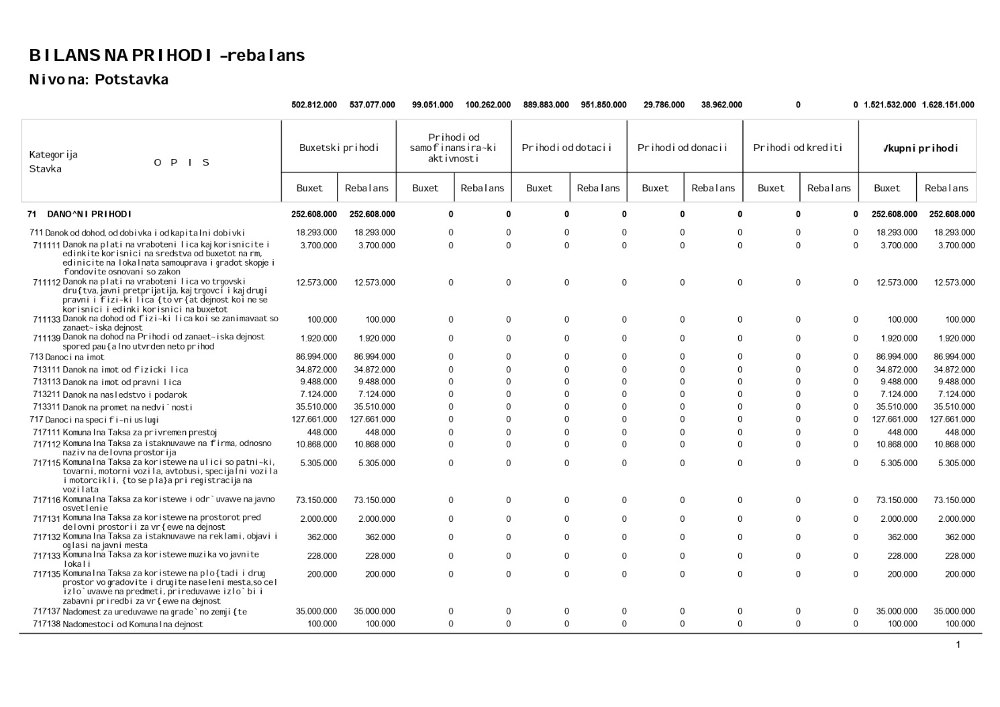 BILANS NA PRIHODI -rebalans
Nivo na: Potstavka
502.812.000 537.077.000 99.051.000 100.262.000 889.883.000 951.850.000 29.786.000 38.962.000 0 0 1.521.532.000 1.628.151.000
Kategorija
Stavka
O P I S
Buxetski prihodi
Prihodi od
samofinansira~ki
aktivnosti
Prihodi od dotacii
Prihodi od donacii
Prihodi od krediti
Vkupni prihodi
Buxet Rebalans Buxet Rebalans Buxet Rebalans Buxet Rebalans Buxet Rebalans Buxet Rebalans
71 DANO^NI PRIHODI 252.608.000 252.608.000 0 0 0 0 0 0 0 0 252.608.000 252.608.000
711 Danok od dohod, od dobivka i od kapitalni dobivki 18.293.000 18.293.000 0 0 0 0 0 0 0 0 18.293.000 18.293.000
711111 Danok na plati na vraboteni lica kaj korisnicite i 3.700.000 3.700.000 0 0 0 0 0 0 0 0 3.700.000 3.700.000
edinkite korisnici na sredstva od buxetot na rm,
edinicite na lokalnata samouprava i gradot skopje i
fondovite osnovani so zakon
711112 Danok na plati na vraboteni lica vo trgovski 12.573.000 12.573.000 0 0 0 0 0 0 0 0 12.573.000 12.573.000
dru{tva, javni pretprijatija, kaj trgovci i kaj drugi
pravni i fizi~ki lica {to vr{at dejnost koi ne se
korisnici i edinki korisnici na buxetot
711133 Danok na dohod od fizi~ki lica koi se zanimavaat so 100.000 100.000 0 0 0 0 0 0 0 0 100.000 100.000
zanaet~iska dejnost
711139 Danok na dohod na Prihodi od zanaet~iska dejnost 1.920.000 1.920.000 0 0 0 0 0 0 0 0 1.920.000 1.920.000
spored pau{alno utvrden neto prihod
713 Danoci na imot 86.994.000 86.994.000 0 0 0 0 0 0 0 0 86.994.000 86.994.000
713111 Danok na imot od fizicki lica 34.872.000 34.872.000 0 0 0 0 0 0 0 0 34.872.000 34.872.000
713113 Danok na imot od pravni lica 9.488.000 9.488.000 0 0 0 0 0 0 0 0 9.488.000 9.488.000
713211 Danok na nasledstvo i podarok 7.124.000 7.124.000 0 0 0 0 0 0 0 0 7.124.000 7.124.000
713311 Danok na promet na nedvi`nosti 35.510.000 35.510.000 0 0 0 0 0 0 0 0 35.510.000 35.510.000
717 Danoci na specifi~ni uslugi 127.661.000 127.661.000 0 0 0 0 0 0 0 0 127.661.000 127.661.000
717111 Komunalna Taksa za privremen prestoj 448.000 448.000 0 0 0 0 0 0 0 0 448.000 448.000
717112 Komunalna Taksa za istaknuvawe na firma, odnosno 10.868.000 10.868.000 0 0 0 0 0 0 0 0 10.868.000 10.868.000
naziv na delovna prostorija
717115 Komunalna Taksa za koristewe na ulici so patni~ki, 5.305.000 5.305.000 0 0 0 0 0 0 0 0 5.305.000 5.305.000
tovarni, motorni vozila, avtobusi, specijalni vozila
i motorcikli, {to se pla}a pri registracija na
vozilata
717116 Komunalna Taksa za koristewe i odr`uvawe na javno 73.150.000 73.150.000 0 0 0 0 0 0 0 0 73.150.000 73.150.000
osvetlenie
717131 Komunalna Taksa za koristewe na prostorot pred 2.000.000 2.000.000 0 0 0 0 0 0 0 0 2.000.000 2.000.000
delovni prostorii za vr{ewe na dejnost
717132 Komunalna Taksa za istaknuvawe na reklami, objavi i 362.000 362.000 0 0 0 0 0 0 0 0 362.000 362.000
oglasi na javni mesta
717133 Komunalna Taksa za koristewe muzika vo javnite 228.000 228.000 0 0 0 0 0 0 0 0 228.000 228.000
lokali
717135 Komunalna Taksa za koristewe na plo{tadi i drug 200.000 200.000 0 0 0 0 0 0 0 0 200.000 200.000
prostor vo gradovite i drugite naseleni mesta,so cel
izlo`uvawe na predmeti, prireduvawe izlo`bi i
zabavni priredbi za vr{ewe na dejnost
717137 Nadomest za ureduvawe na grade`no zemji{te 35.000.000 35.000.000 0 0 0 0 0 0 0 0 35.000.000 35.000.000
717138 Nadomestoci od Komunalna dejnost 100.000 100.000 0 0 0 0 0 0 0 0 100.000 100.000
1